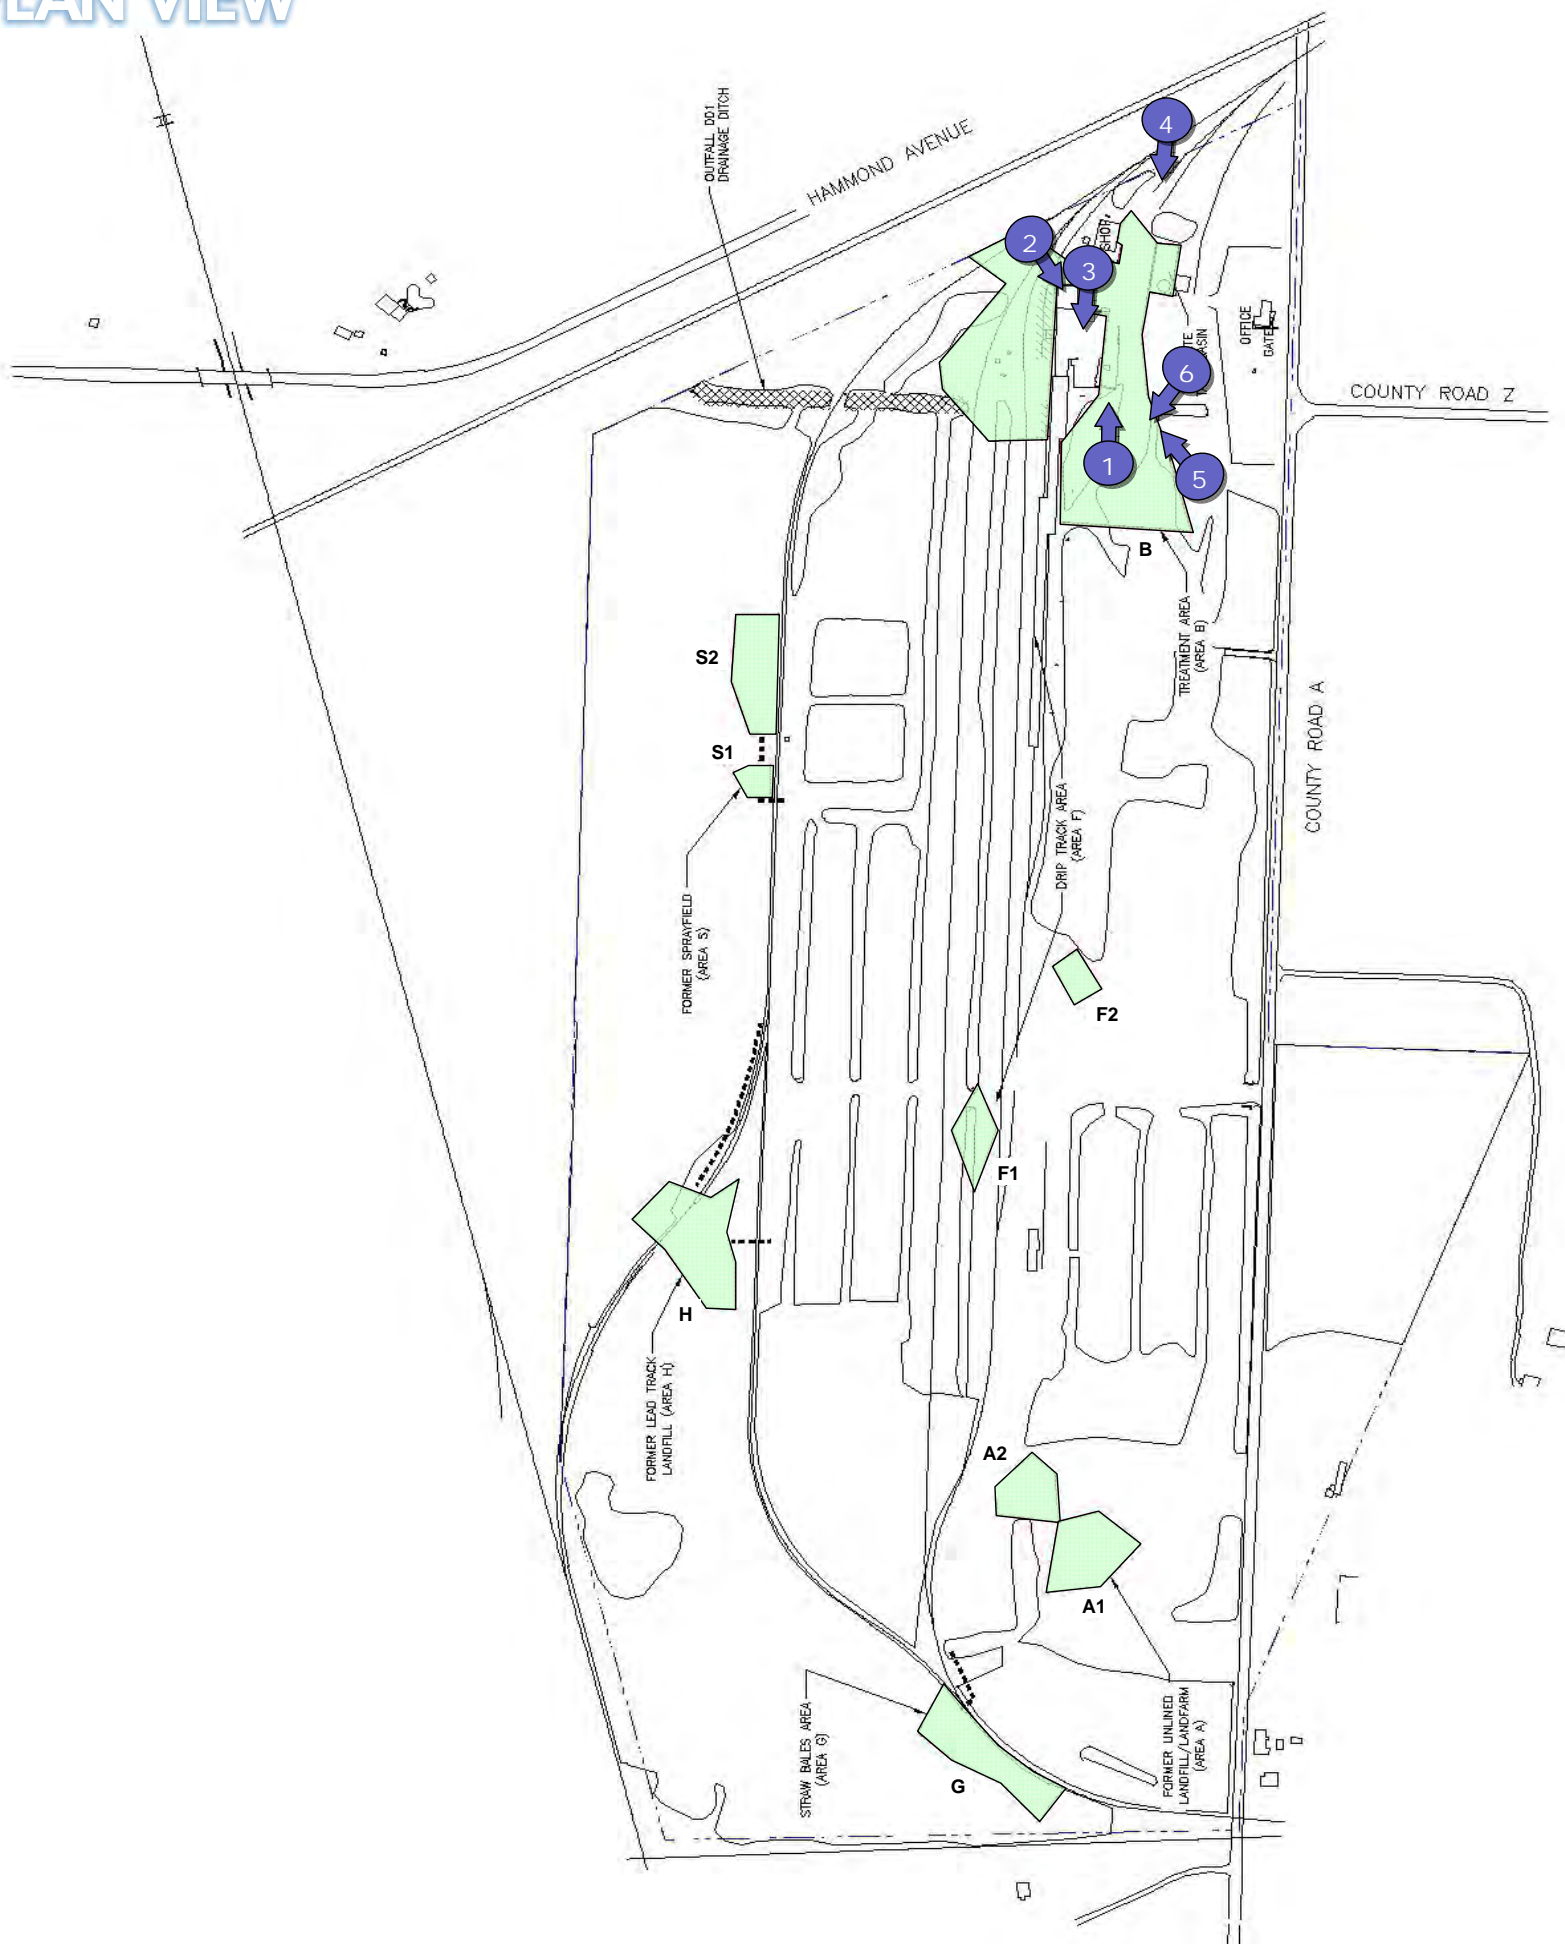 PLAN VIEW
OUTFALL DD1
DRAINAGE DITCH
HAMMOND AVENUE
4
2
SHOP
3
OFFICE
GATE
6
COUNTY ROAD Z
1
5
B
TREATMENT AREA
(AREA B)
S2
S1
COUNTY ROAD A
DRIP TRACK AREA
(AREA F)
FORMER SPRAYFIELD
(AREA S)
F2
F1
H
FORMER LEAD TRACK
LANDFILL (AREA H)
A2
A1
STRAW BALES AREA
(AREA G)
G
FORMER UNLINED
LANDFILL/LANDFARM
(AREA A)